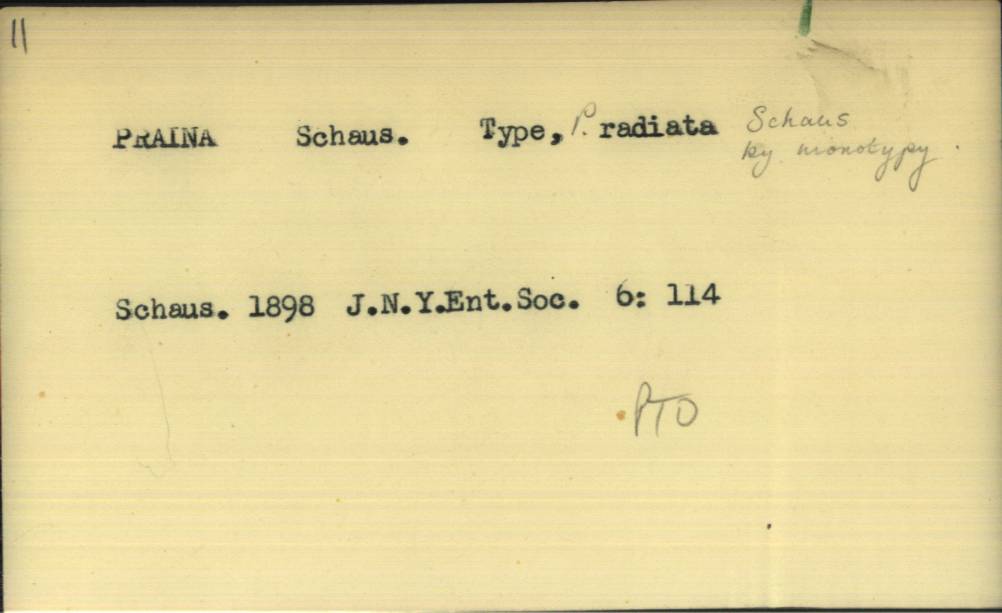 11
PRAINA Schaus. Type, P. radiata Schaus
by monotypy.
Schaus. 1898 J.N.Y.Ent.Soc. 6: 114
PTO